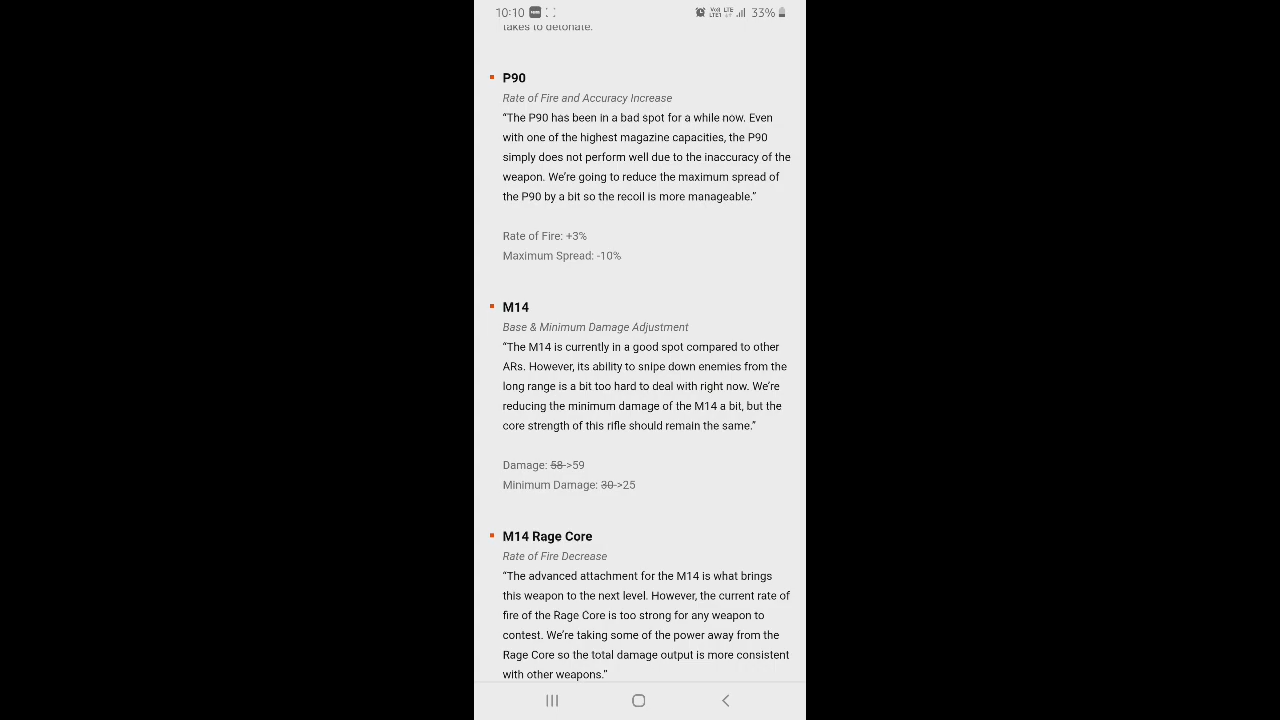 10:10 33%
takes to detonate.
P90
Rate of Fire and Accuracy Increase
“The P90 has been in a bad spot for a while now. Even
with one of the highest magazine capacities, the P90
simply does not perform well due to the inaccuracy of the
weapon. We’re going to reduce the maximum spread of
the P90 by a bit so the recoil is more manageable.”
Rate of Fire: +3%
Maximum Spread: -10%
M14
Base & Minimum Damage Adjustment
“The M14 is currently in a good spot compared to other
ARs. However, its ability to snipe down enemies from the
long range is a bit too hard to deal with right now. We’re
reducing the minimum damage of the M14 a bit, but the
core strength of this rifle should remain the same.”
Damage: 58->59
Minimum Damage: 30->25
M14 Rage Core
Rate of Fire Decrease
“The advanced attachment for the M14 is what brings
this weapon to the next level. However, the current rate of
fire of the Rage Core is too strong for any weapon to
contest. We’re taking some of the power away from the
Rage Core so the total damage output is more consistent
with other weapons.”